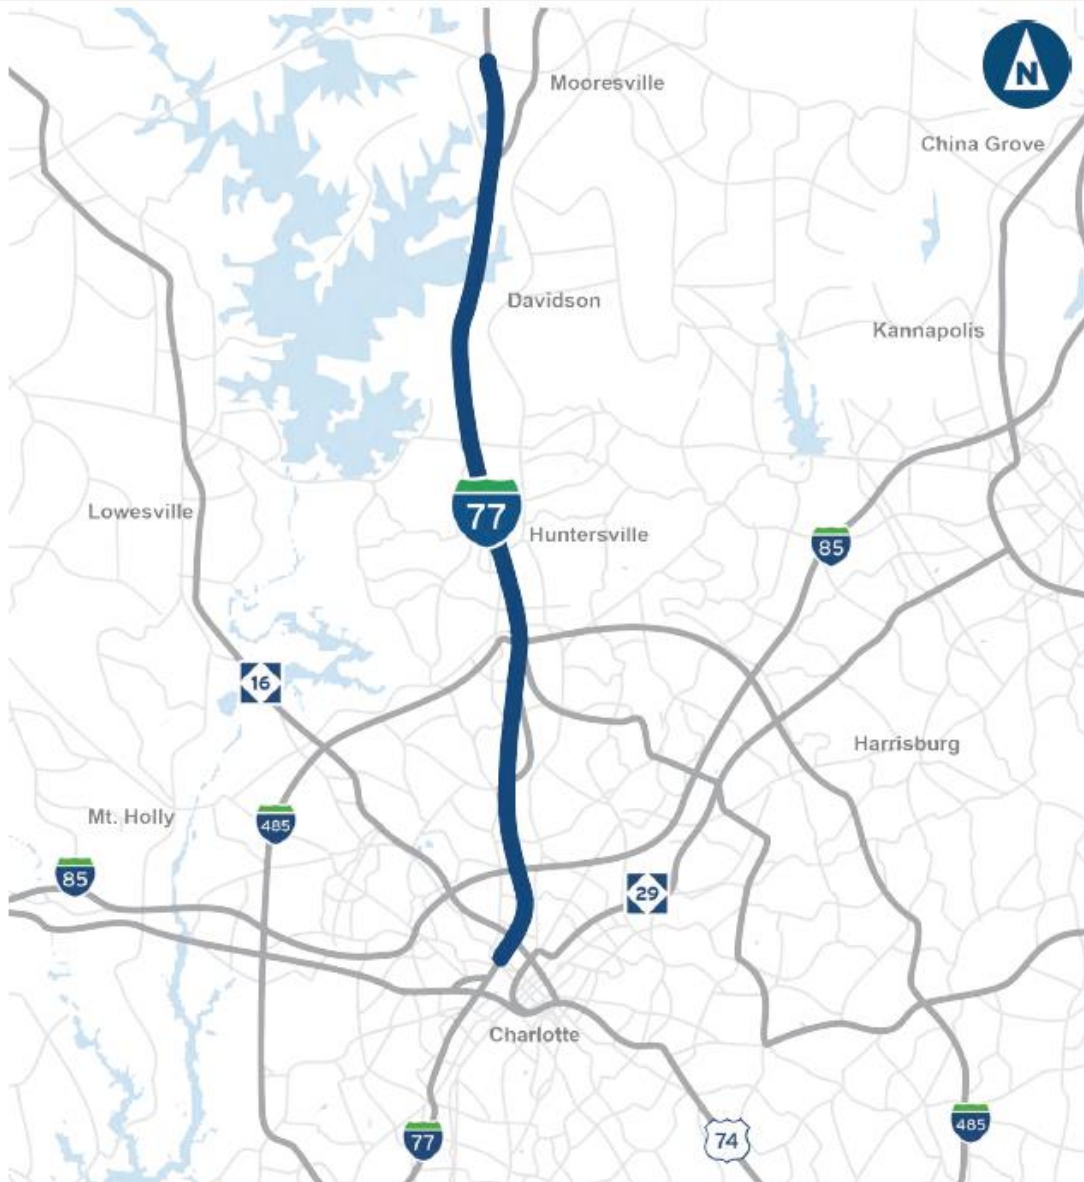 Mooresville
N
China Grove
Davidson
Kannapolis
Lowesville
77
Huntersville
85
16
Harrisburg
Mt. Holly
485
85
29
Charlotte
77
74
485